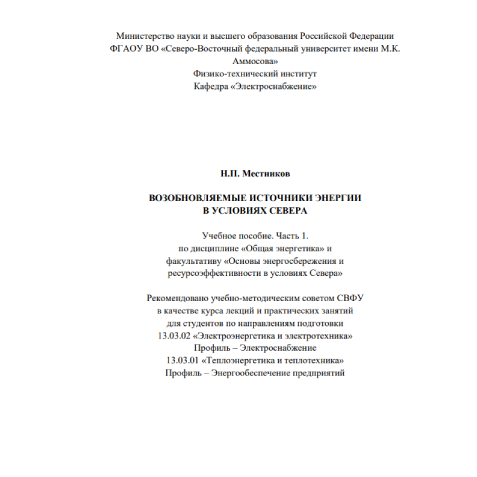 Министерство науки и высшего образования Российской Федерации
ФГАОУ ВО «Северо-Восточный федеральный университет имени М.К.
Аммосова»
Физико-технический институт
Кафедра «Электроснабжение»
Н.П. Местников
ВОЗОБНОВЛЯЕМЫЕ ИСТОЧНИКИ ЭНЕРГИИ
В УСЛОВИЯХ СЕВЕРА
Учебное пособие. Часть 1.
по дисциплине «Общая энергетика» и
факультативу «Основы энергосбережения и
ресурсоэффективности в условиях Севера»
Рекомендовано учебно-методическим советом СВФУ
в качестве курса лекций и практических занятий
для студентов по направлениям подготовки
13.03.02 «Электроэнергетика и электротехника»
Профиль – Электроснабжение
13.03.01 «Теплоэнергетика и теплотехника»
Профиль – Энергообеспечение предприятий